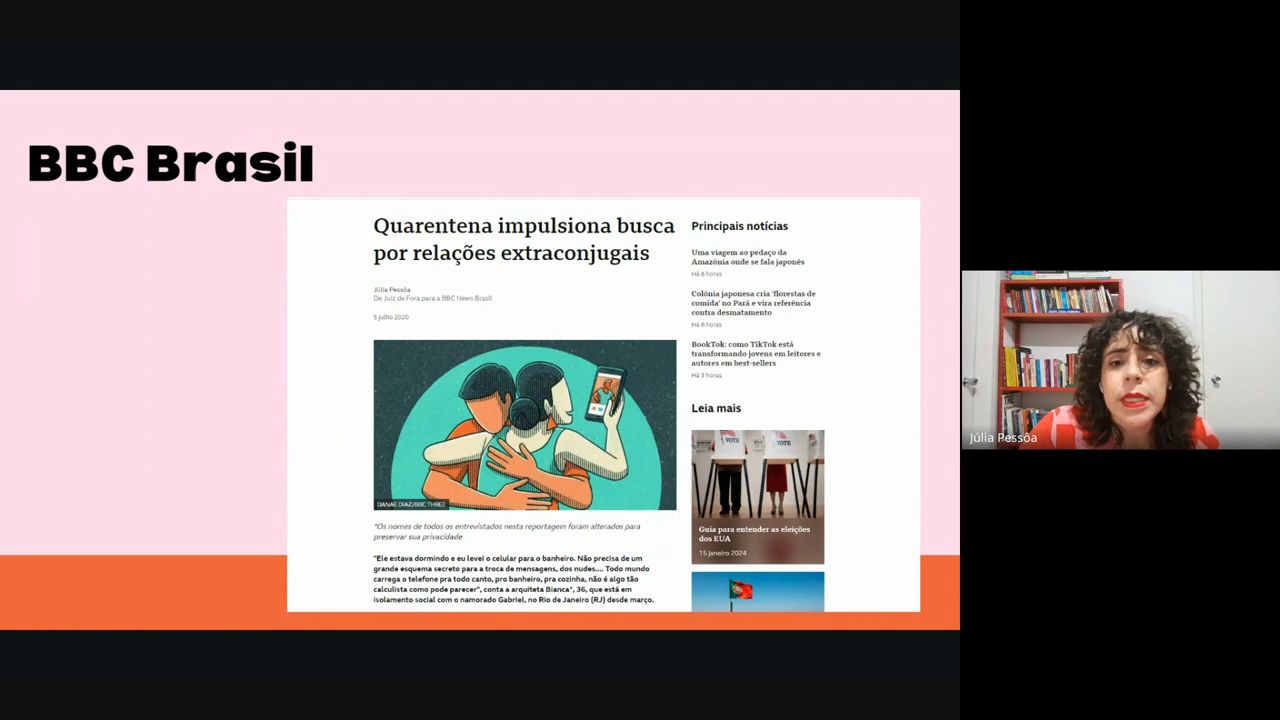 BBC Brasil
Quarentena impulsiona busca
por relações extraconjugais
Júlia Pessôa
De Juiz de Fora para a BBC News Brasil
5 julho 2020
DANAE DIAZ/BBC THREE
*Os nomes de todos os entrevistados nesta reportagem foram alterados para
preservar sua privacidade
"Ele estava dormindo e eu levei o celular para o banheiro. Não precisa de um
grande esquema secreto para a troca de mensagens, dos nudes.... Todo mundo
carrega o telefone pra todo canto, pro banheiro, pra cozinha, não é algo tão
calculista como pode parecer", conta a arquiteta Bianca*, 36, que está em
isolamento social com o namorado Gabriel, no Rio de Janeiro (RJ) desde março.
Principais notícias
Uma viagem ao pedaço da
Amazônia onde se fala japonês
Há 6 horas
Colônia japonesa cria 'florestas de
comida' no Pará e vira referência
contra desmatamento
Há 6 horas
BookTok: como TikTok está
transformando jovens em leitores e
autores em best-sellers
Há 3 horas
Leia mais
VOTE
VOTE
Guia para entender as eleições
dos EUA
15 janeiro 2024
Júlia Pessôa